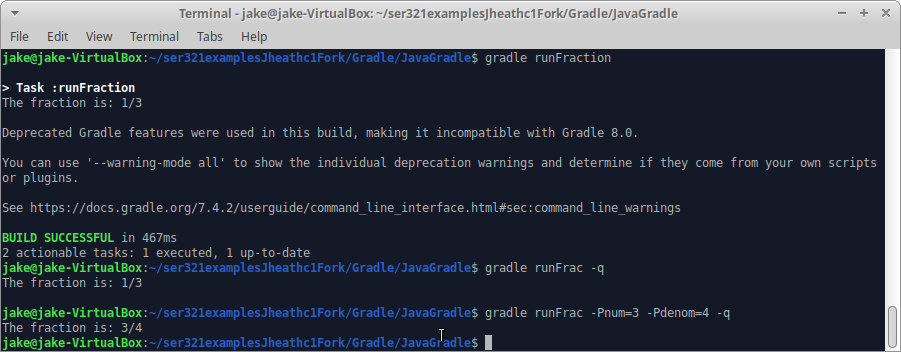 Terminal - jake@jake-VirtualBox: ~/ser321examplesJheathc1Fork/Gradle/JavaGradle
File Edit View Terminal Tabs Help
jake@jake-VirtualBox:~/ser321examplesJheathc1Fork/Gradle/JavaGradle$ gradle runFraction
> Task :runFraction
The fraction is: 1/3
Deprecated Gradle features were used in this build, making it incompatible with Gradle 8.0.
You can use '--warning-mode all' to show the individual deprecation warnings and determine if they come from your own scripts
or plugins.
See https://docs.gradle.org/7.4.2/userguide/command_line_interface.html#sec:command_line_warnings
BUILD SUCCESSFUL in 467ms
2 actionable tasks: 1 executed, 1 up-to-date
jake@jake-VirtualBox:~/ser321examplesJheathc1Fork/Gradle/JavaGradle$ gradle runFrac -q
The fraction is: 1/3
jake@jake-VirtualBox:~/ser321examplesJheathc1Fork/Gradle/JavaGradle$ gradle runFrac -Pnum=3 -Pdenom=4 -q
The fraction is: 3/4
jake@jake-VirtualBox:~/ser321examplesJheathc1Fork/Gradle/JavaGradle$